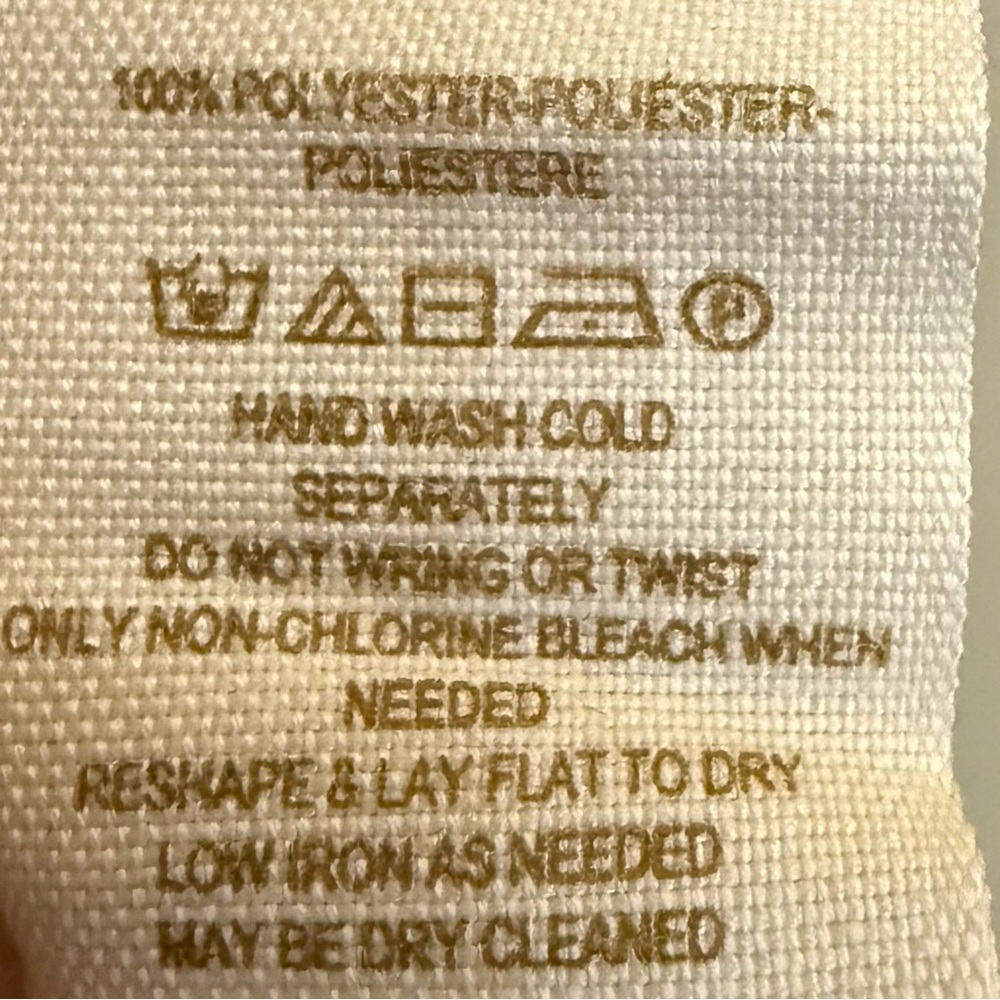 100% POLYESTER-POLIÉSTER-
POLIESTERE
P
HAND WASH COLD
SEPARATELY
DO NOT WRING OR TWIST
ONLY NON-CHLORINE BLEACH WHEN
NEEDED
RESHAPE & LAY FLAT TO DRY
LOW IRON AS NEEDED
MAY BE DRY CLEANED